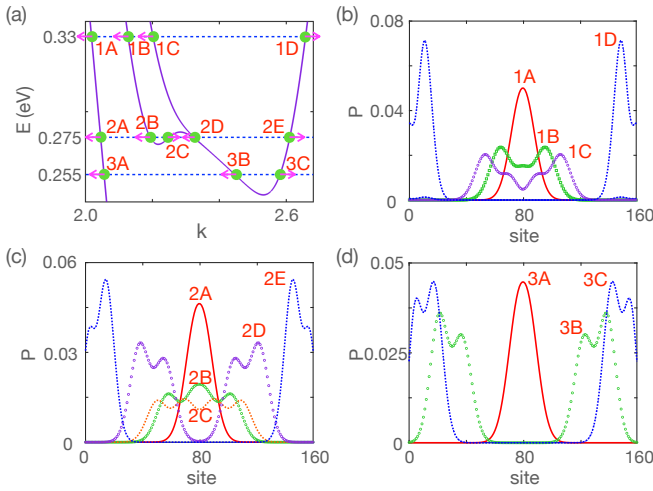 (a)
0.33
1A
1B
1C
1D
E (eV)
0.275
2A
2B
2C
2D
2E
0.255
3A
3B
3C
2.0
k
2.6
(b)
0.08
P
0.04
0
1A
1B
1C
1D
0
80
160
site
(c)
0.06
P
0.03
0
2A
2B
2C
2D
2E
0
80
160
site
(d)
0.05
P
0.025
0
3A
3B
3C
0
80
160
site